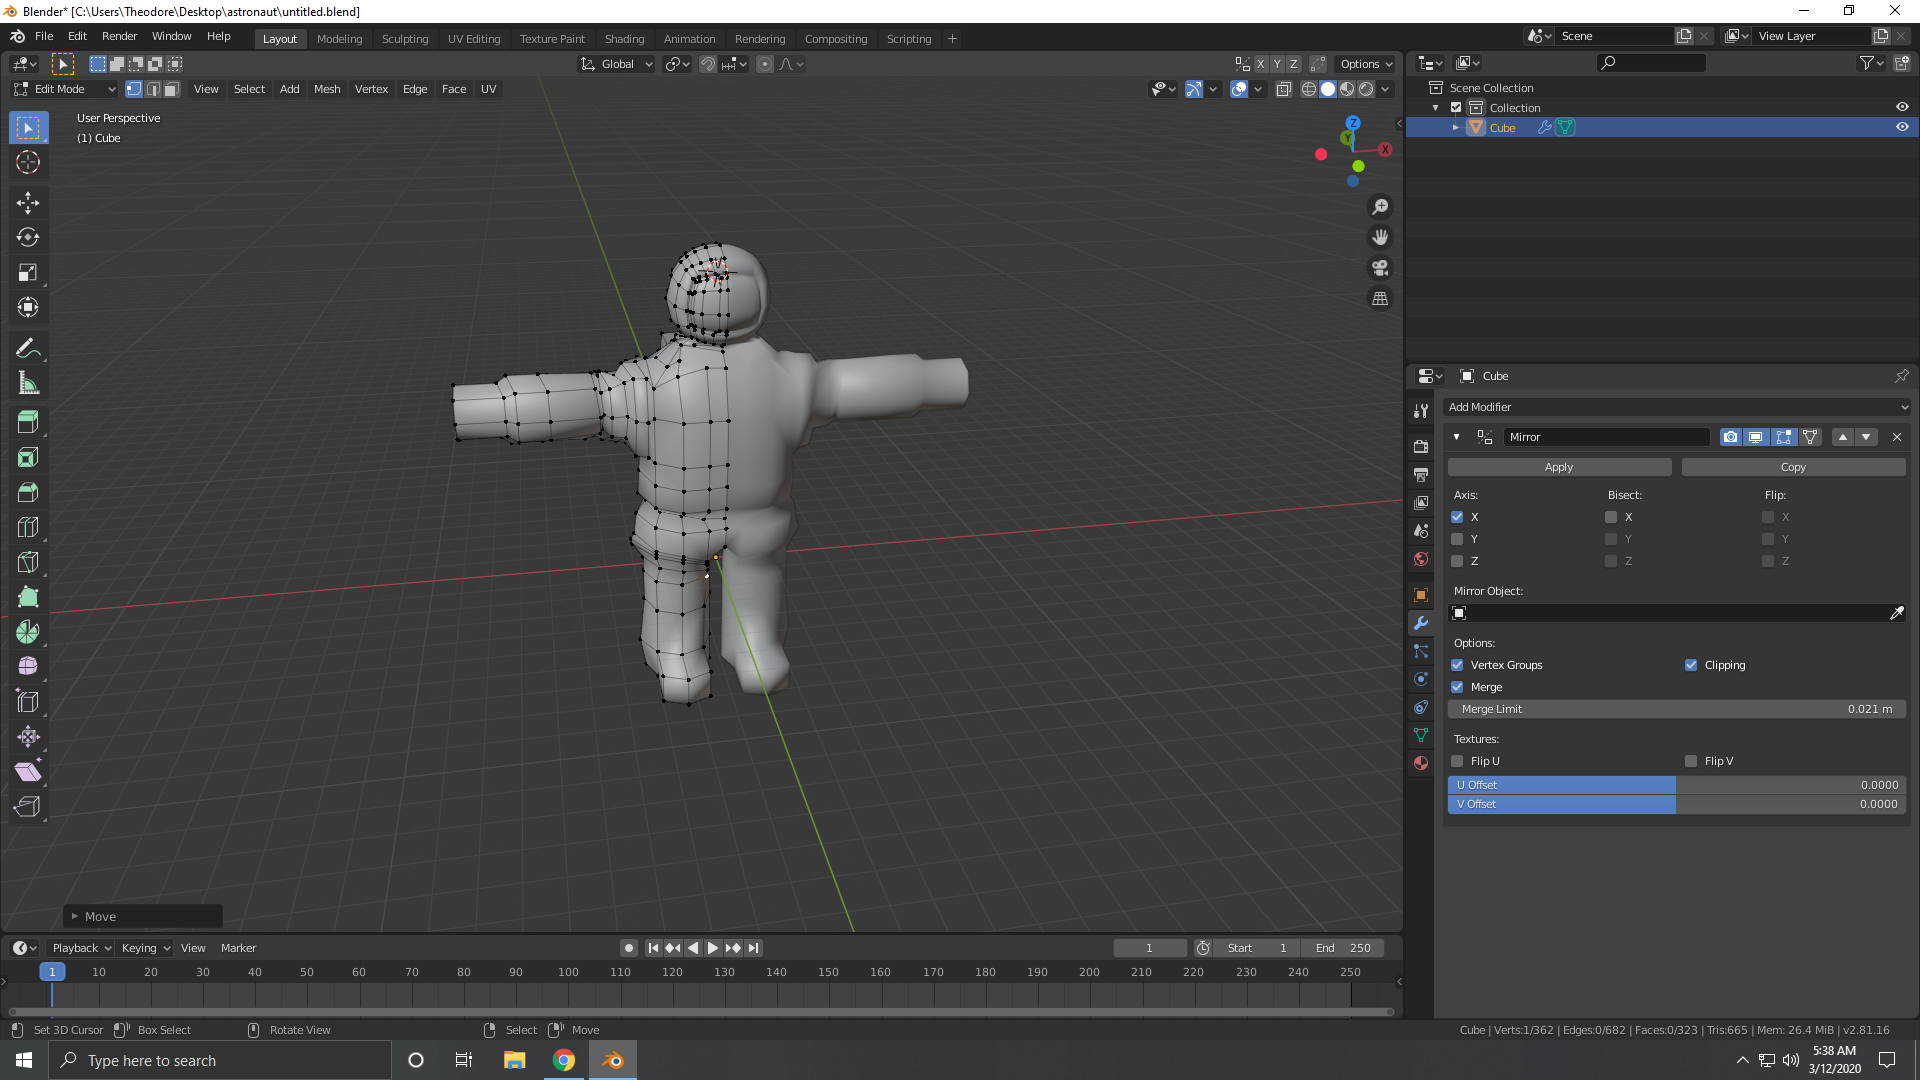 Blender* [C:\Users\Theodore\Desktop\astronaut\untitled.blend]
File Edit Render Window Help Layout Modeling Sculpting UV Editing Texture Paint Shading Animation Rendering Compositing Scripting + Scene View Layer
Global X Y Z Options
Edit Mode View Select Add Mesh Vertex Edge Face UV
User Perspective
(1) Cube
Z
Y
X
Scene Collection
Collection
Cube
Cube
Add Modifier
Mirror
Apply Copy
Axis: Bisect: Flip:
X X X
Y Y Y
Z Z Z
Mirror Object:
Options:
Vertex Groups Clipping
Merge
Merge Limit 0.021 m
Textures:
Flip U Flip V
U Offset 0.0000
V Offset 0.0000
Move
Playback Keying View Marker 1 Start 1 End 250
1 10 20 30 40 50 60 70 80 90 100 110 120 130 140 150 160 170 180 190 200 210 220 230 240 250
Set 3D Cursor Box Select Rotate View Select Move Cube | Verts:1/362 | Edges:0/682 | Faces:0/323 | Tris:665 | Mem: 26.4 MiB | v2.81.16
Type here to search
5:38 AM
3/12/2020